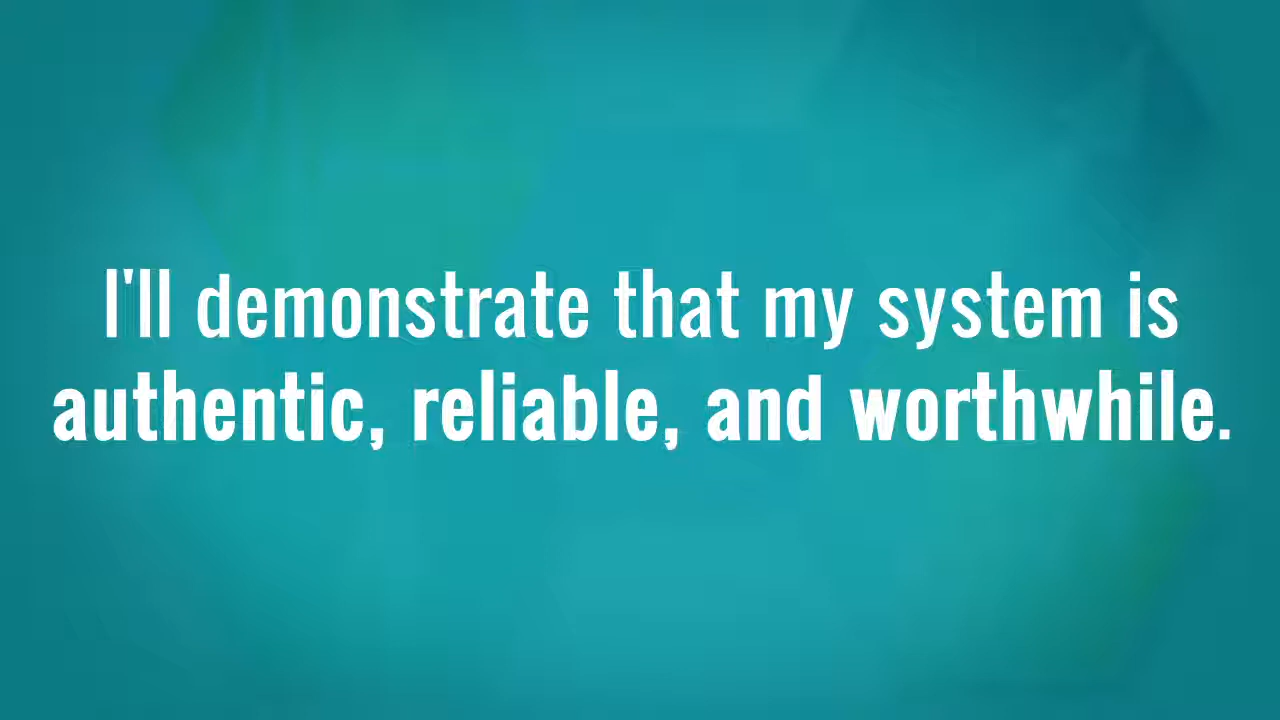 I'll demonstrate that my system is
authentic, reliable, and worthwhile.